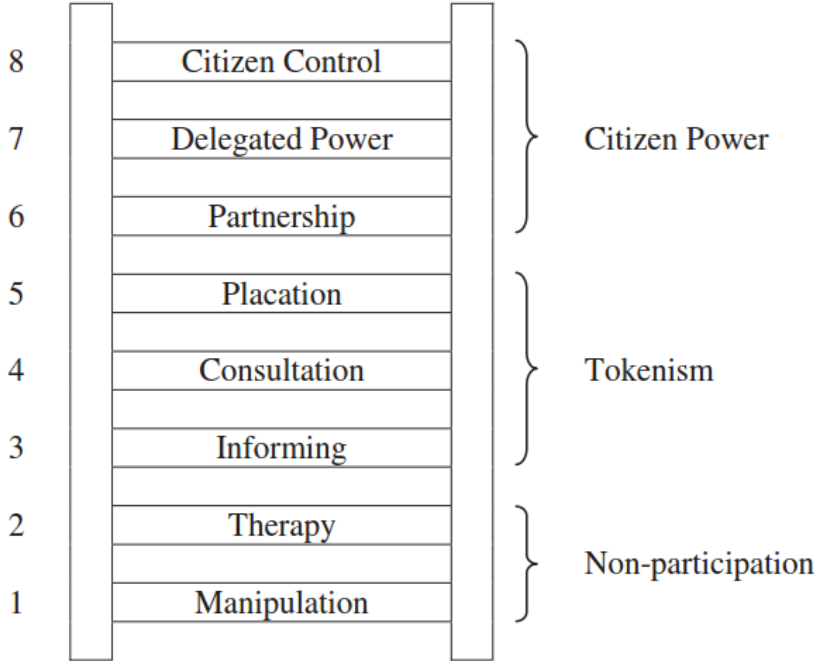 8 Citizen Control
7 Delegated Power Citizen Power
6 Partnership
5 Placation
4 Consultation Tokenism
3 Informing
2 Therapy
Non-participation
1 Manipulation